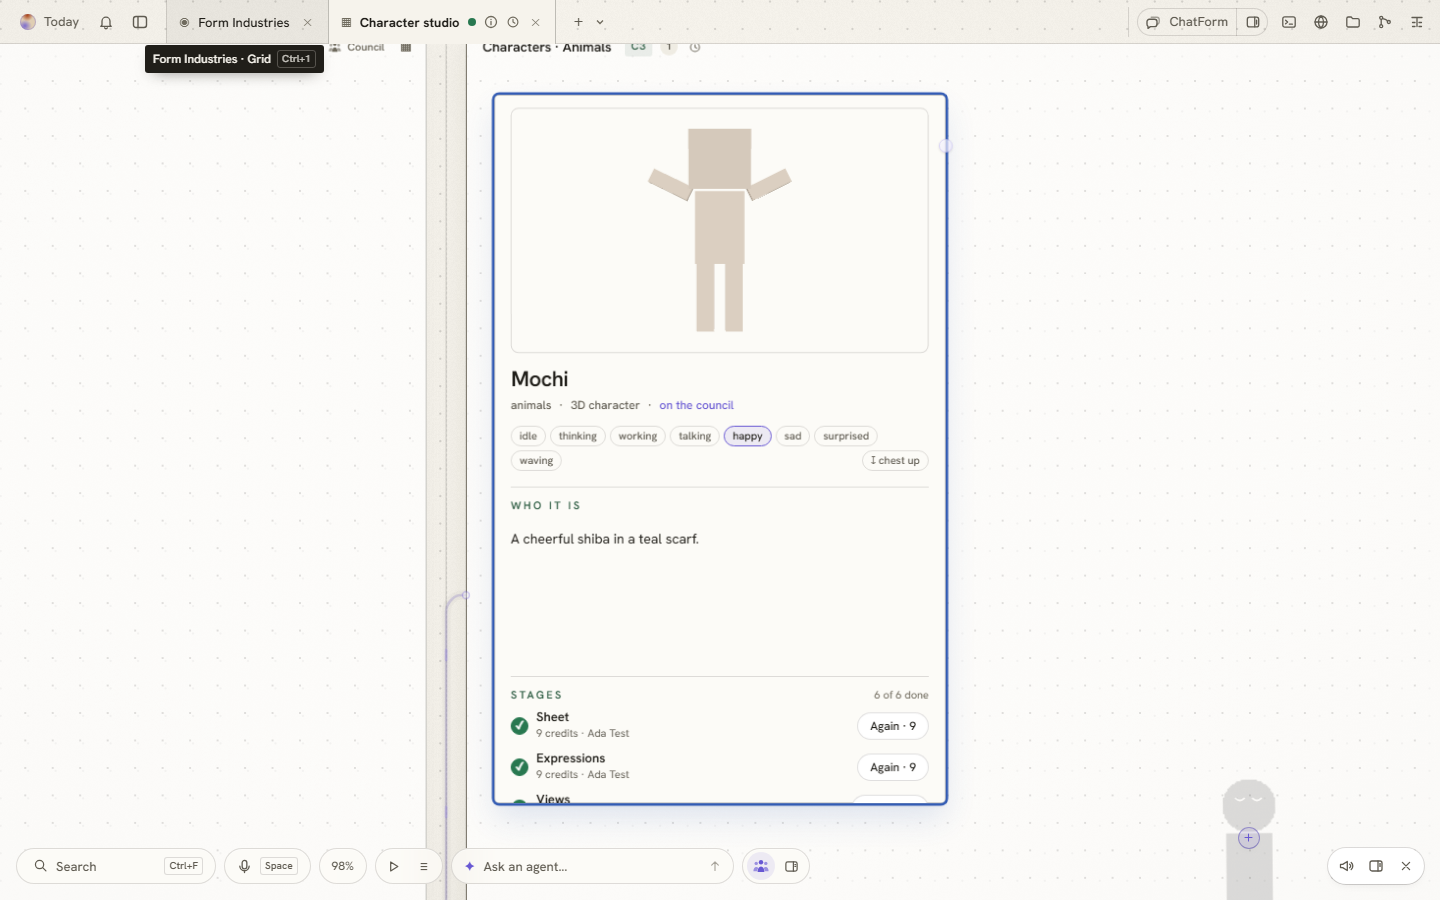 Today
Form Industries
Character studio
ChatForm
Form Industries · Grid Ctrl+1
Council
Characters · Animals C3 1
Mochi
animals · 3D character · on the council
idle thinking working talking happy sad surprised
waving chest up
WHO IT IS
A cheerful shiba in a teal scarf.
STAGES 6 of 6 done
Sheet
9 credits · Ada Test
Again · 9
Expressions
9 credits · Ada Test
Again · 9
Views
Search Ctrl+F
Space
98%
Ask an agent...